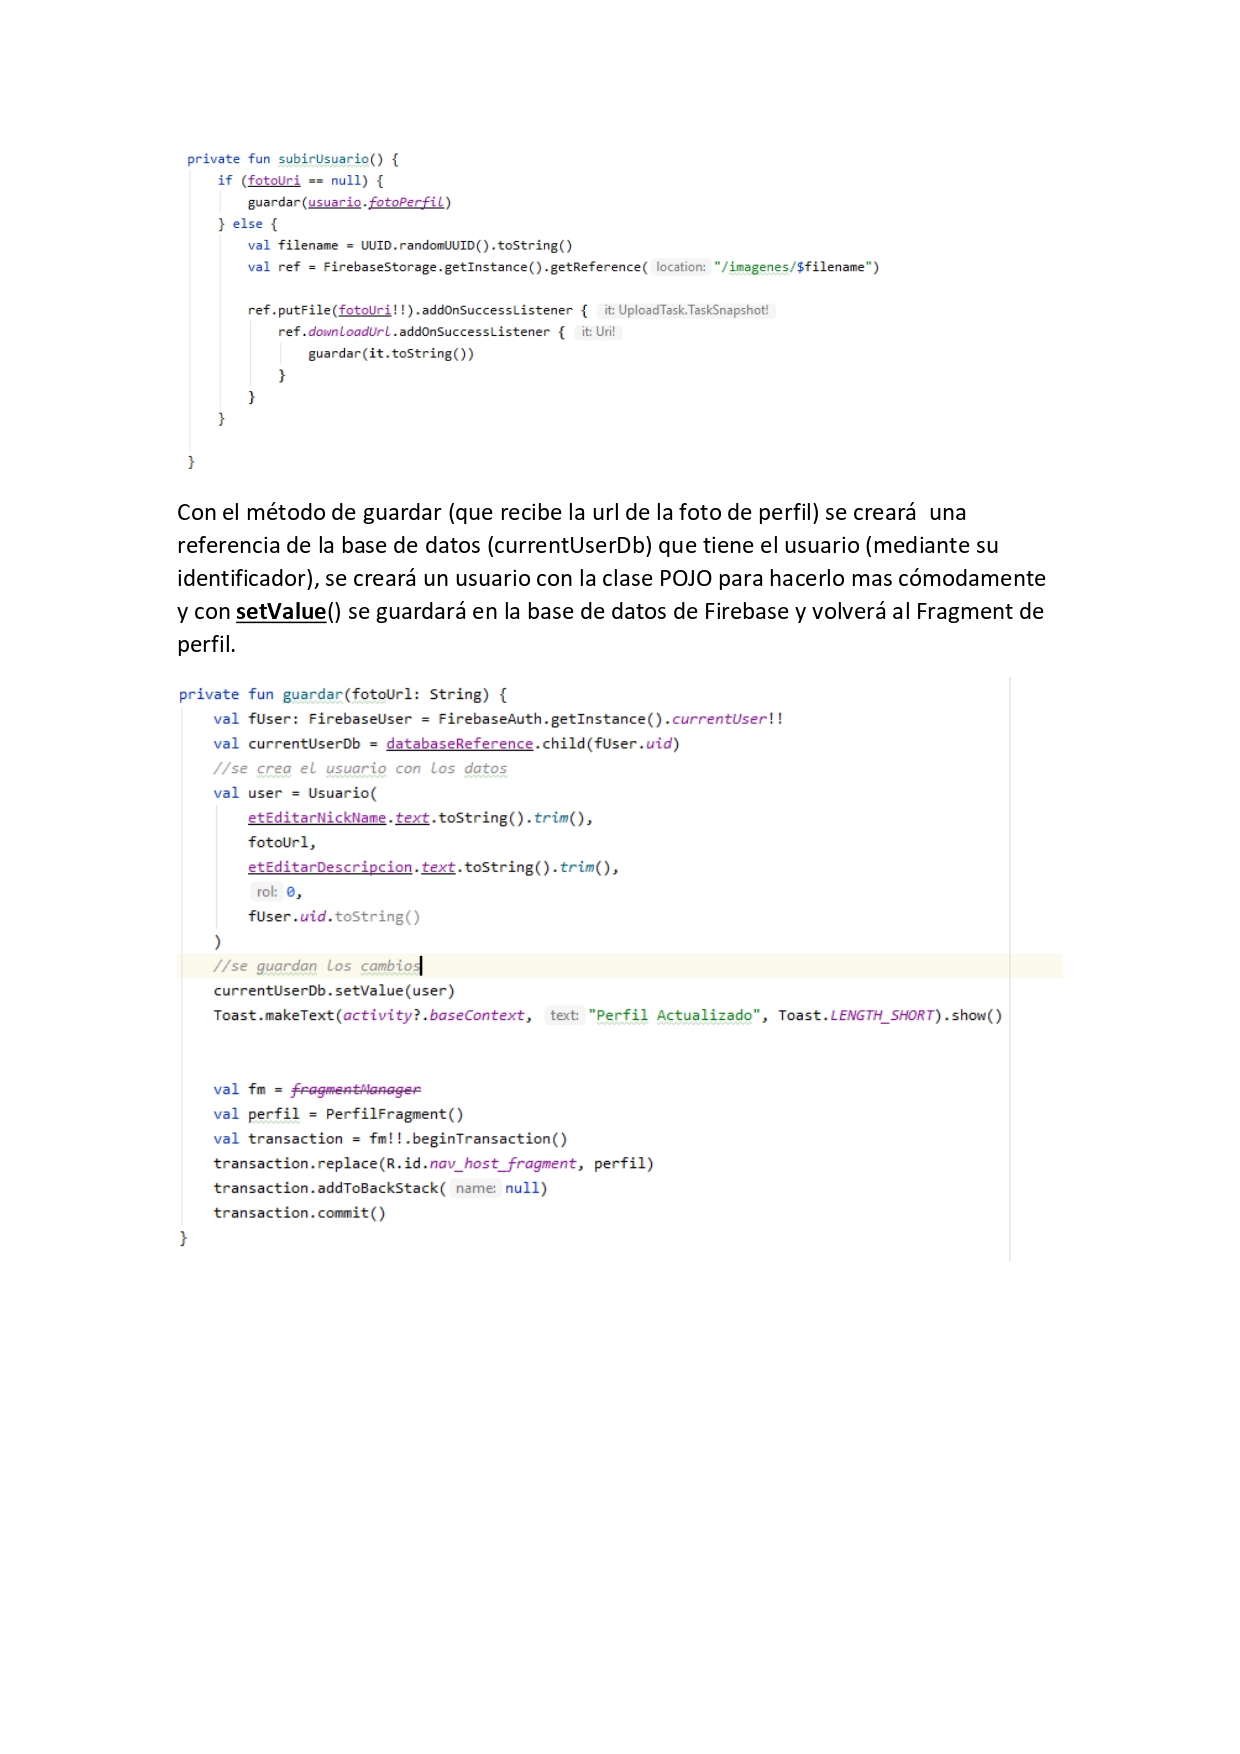 private fun subirUsuario() {
if (fotoUri == null) {
guardar(usuario.fotoPerfil)
} else {
val filename = UUID.randomUUID().toString()
val ref = FirebaseStorage.getInstance().getReference( location: "/imagenes/$filename")
ref.putFile(fotoUri!!).addOnSuccessListener { it: UploadTask.TaskSnapshot!
ref.downloadUrl.addOnSuccessListener { it: Uri!
guardar(it.toString())
}
}
}
}
Con el método de guardar (que recibe la url de la foto de perfil) se creará  una
referencia de la base de datos (currentUserDb) que tiene el usuario (mediante su
identificador), se creará un usuario con la clase POJO para hacerlo mas cómodamente
y con setValue() se guardará en la base de datos de Firebase y volverá al Fragment de
perfil.
private fun guardar(fotoUrl: String) {
val fUser: FirebaseUser = FirebaseAuth.getInstance().currentUser!!
val currentUserDb = databaseReference.child(fUser.uid)
//se crea el usuario con los datos
val user = Usuario(
etEditarNickName.text.toString().trim(),
fotoUrl,
etEditarDescripcion.text.toString().trim(),
rol: 0,
fUser.uid.toString()
)
//se guardan los cambios
currentUserDb.setValue(user)
Toast.makeText(activity?.baseContext, text: "Perfil Actualizado", Toast.LENGTH_SHORT).show()
val fm = fragmentManager
val perfil = PerfilFragment()
val transaction = fm!!.beginTransaction()
transaction.replace(R.id.nav_host_fragment, perfil)
transaction.addToBackStack( name: null)
transaction.commit()
}